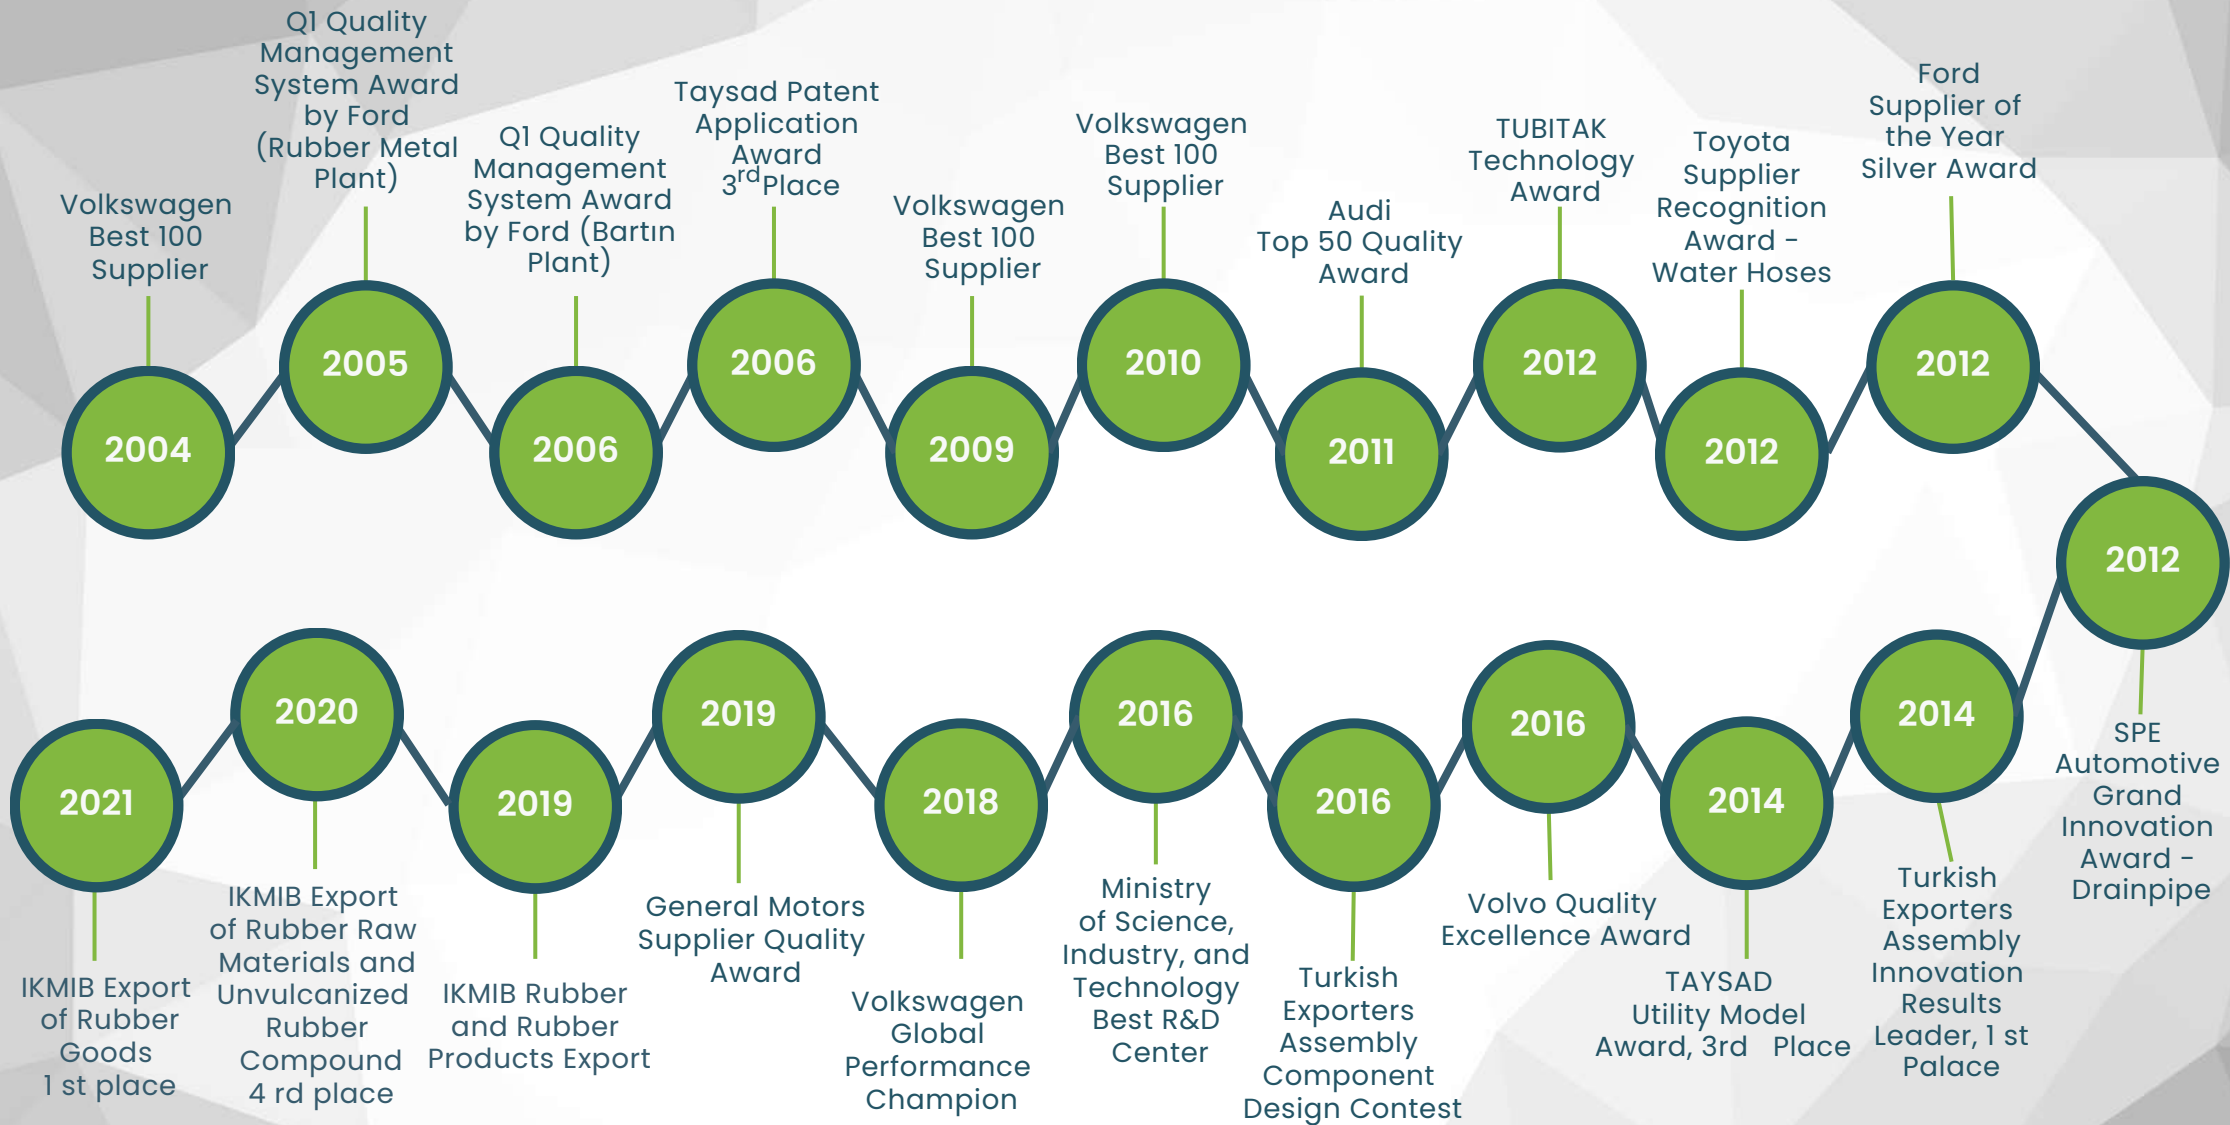 Volkswagen
Best 100
Supplier
2004
Q1 Quality
Management
System Award
by Ford
(Rubber Metal
Plant)
2005
Q1 Quality
Management
System Award
by Ford (Bartın
Plant)
2006
Taysad Patent
Application
Award
3rd Place
2006
Volkswagen
Best 100
Supplier
2009
Volkswagen
Best 100
Supplier
2010
Audi
Top 50 Quality
Award
2011
TUBITAK
Technology
Award
2012
Toyota
Supplier
Recognition
Award -
Water Hoses
2012
Ford
Supplier of
the Year
Silver Award
2012
2012
SPE
Automotive
Grand
Innovation
Award -
Drainpipe
2014
Turkish
Exporters
Assembly
Innovation
Results
Leader, 1 st
Palace
2014
TAYSAD
Utility Model
Award, 3rd Place
2016
Volvo Quality
Excellence Award
2016
Turkish
Exporters
Assembly
Component
Design Contest
2016
Ministry
of Science,
Industry, and
Technology
Best R&D
Center
2018
Volkswagen
Global
Performance
Champion
2019
General Motors
Supplier Quality
Award
2019
IKMIB Rubber
and Rubber
Products Export
2020
IKMIB Export
of Rubber Raw
Materials and
Unvulcanized
Rubber
Compound
4 rd place
2021
IKMIB Export
of Rubber
Goods
1 st place